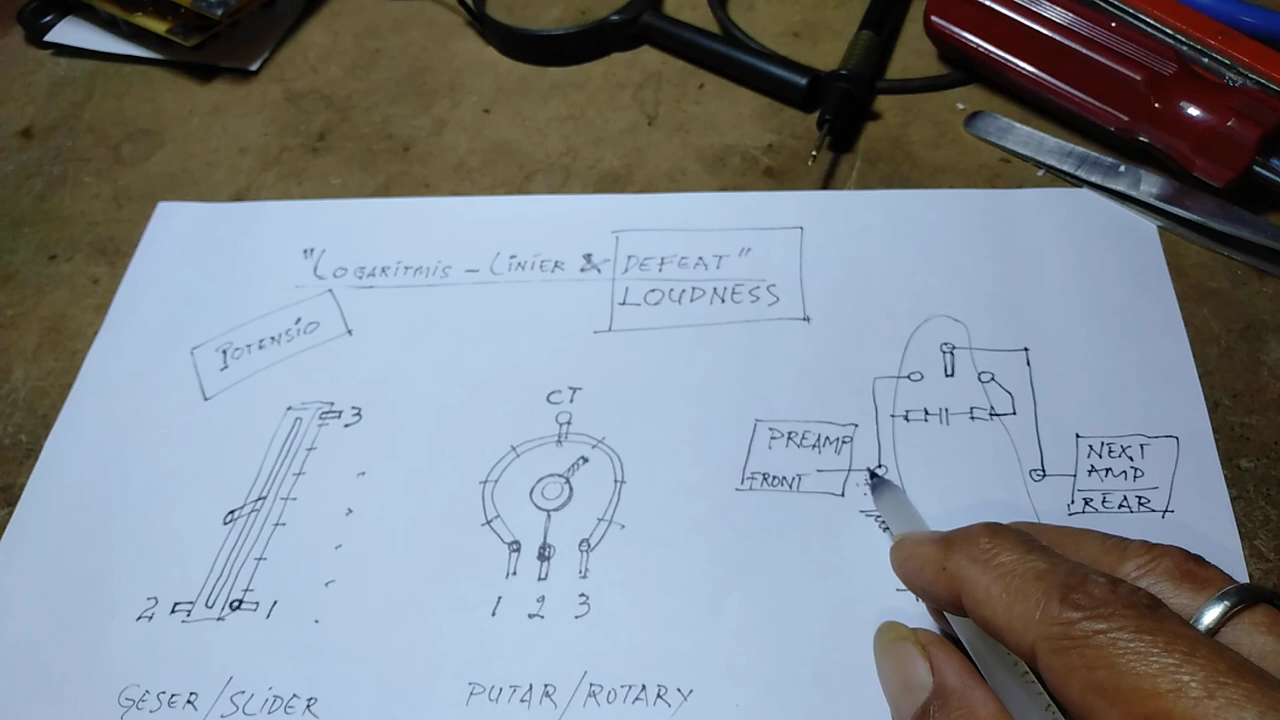 "LOGARITMIS - LINIER & DEFEAT"
LOUDNESS
POTENSIO
3
2
1
GESER/SLIDER
CT
1 2 3
PUTAR/ROTARY
PREAMP
FRONT
NEXT
AMP
REAR